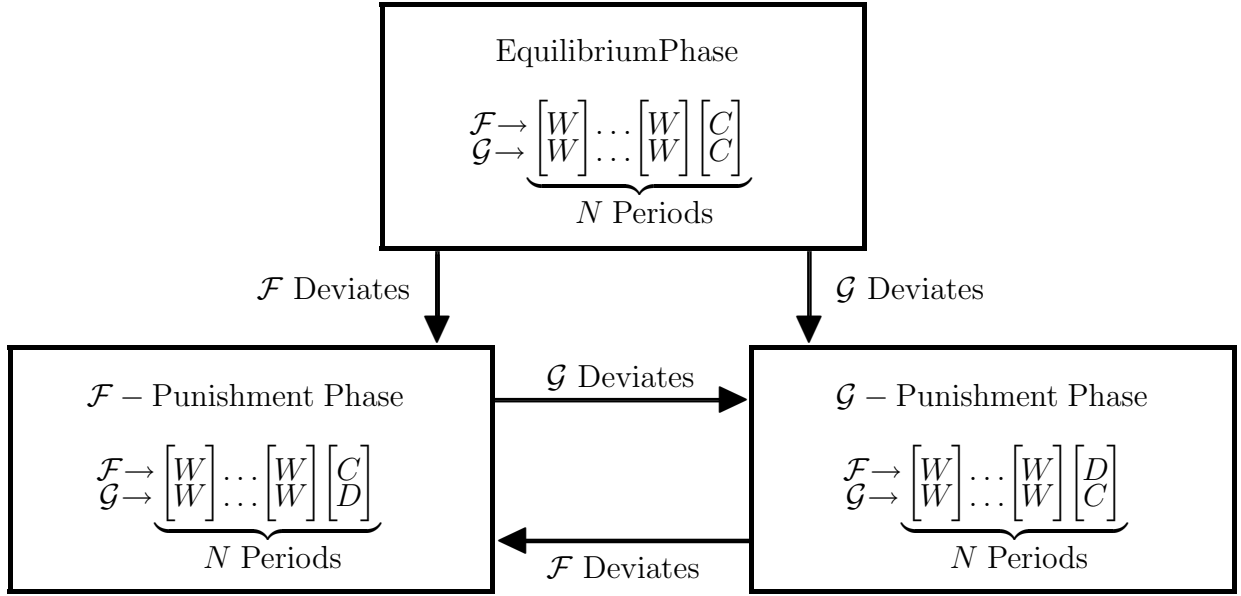 EquilibriumPhase
ℱ→[W]…[W][C]
𝒢→[W]…[W][C]
N Periods
ℱ Deviates
𝒢 Deviates
ℱ − Punishment Phase
ℱ→[W]…[W][C]
𝒢→[W]…[W][D]
N Periods
𝒢 Deviates
ℱ Deviates
𝒢 − Punishment Phase
ℱ→[W]…[W][D]
𝒢→[W]…[W][C]
N Periods